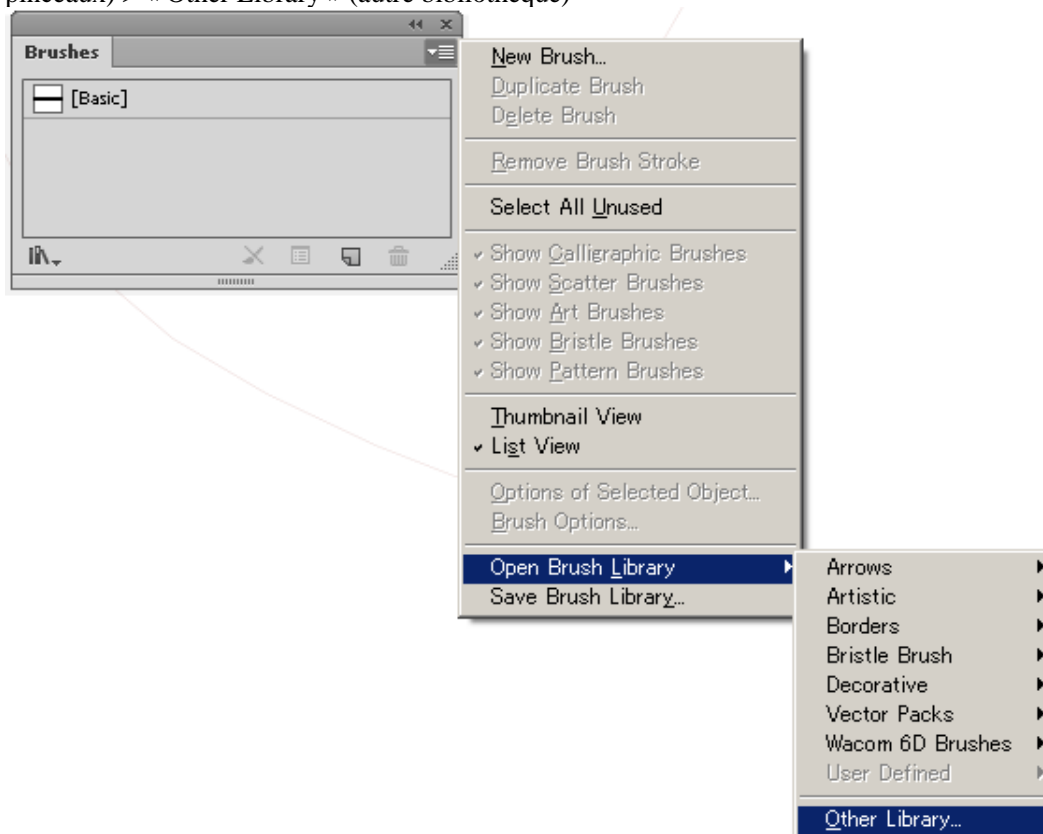 pinceaux) > « Other Library » (autre bibliothèque)
Brushes
[Basic]
New Brush...
Duplicate Brush
Delete Brush
Remove Brush Stroke
Select All Unused
Show Calligraphic Brushes
Show Scatter Brushes
Show Art Brushes
Show Bristle Brushes
Show Pattern Brushes
Thumbnail View
List View
Options of Selected Object...
Brush Options...
Open Brush Library
Save Brush Library...
Arrows
Artistic
Borders
Bristle Brush
Decorative
Vector Packs
Wacom 6D Brushes
User Defined
Other Library...